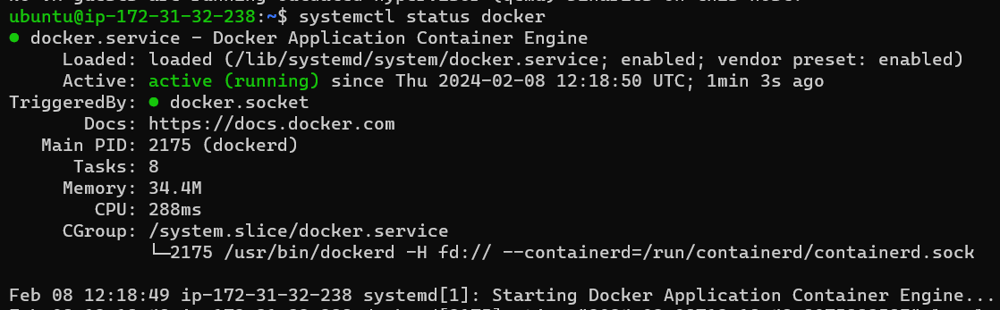 ubuntu@ip-172-31-32-238:~$ systemctl status docker
● docker.service - Docker Application Container Engine
Loaded: loaded (/lib/systemd/system/docker.service; enabled; vendor preset: enabled)
Active: active (running) since Thu 2024-02-08 12:18:50 UTC; 1min 3s ago
TriggeredBy: ● docker.socket
Docs: https://docs.docker.com
Main PID: 2175 (dockerd)
Tasks: 8
Memory: 34.4M
CPU: 288ms
CGroup: /system.slice/docker.service
└─2175 /usr/bin/dockerd -H fd:// --containerd=/run/containerd/containerd.sock
Feb 08 12:18:49 ip-172-31-32-238 systemd[1]: Starting Docker Application Container Engine...